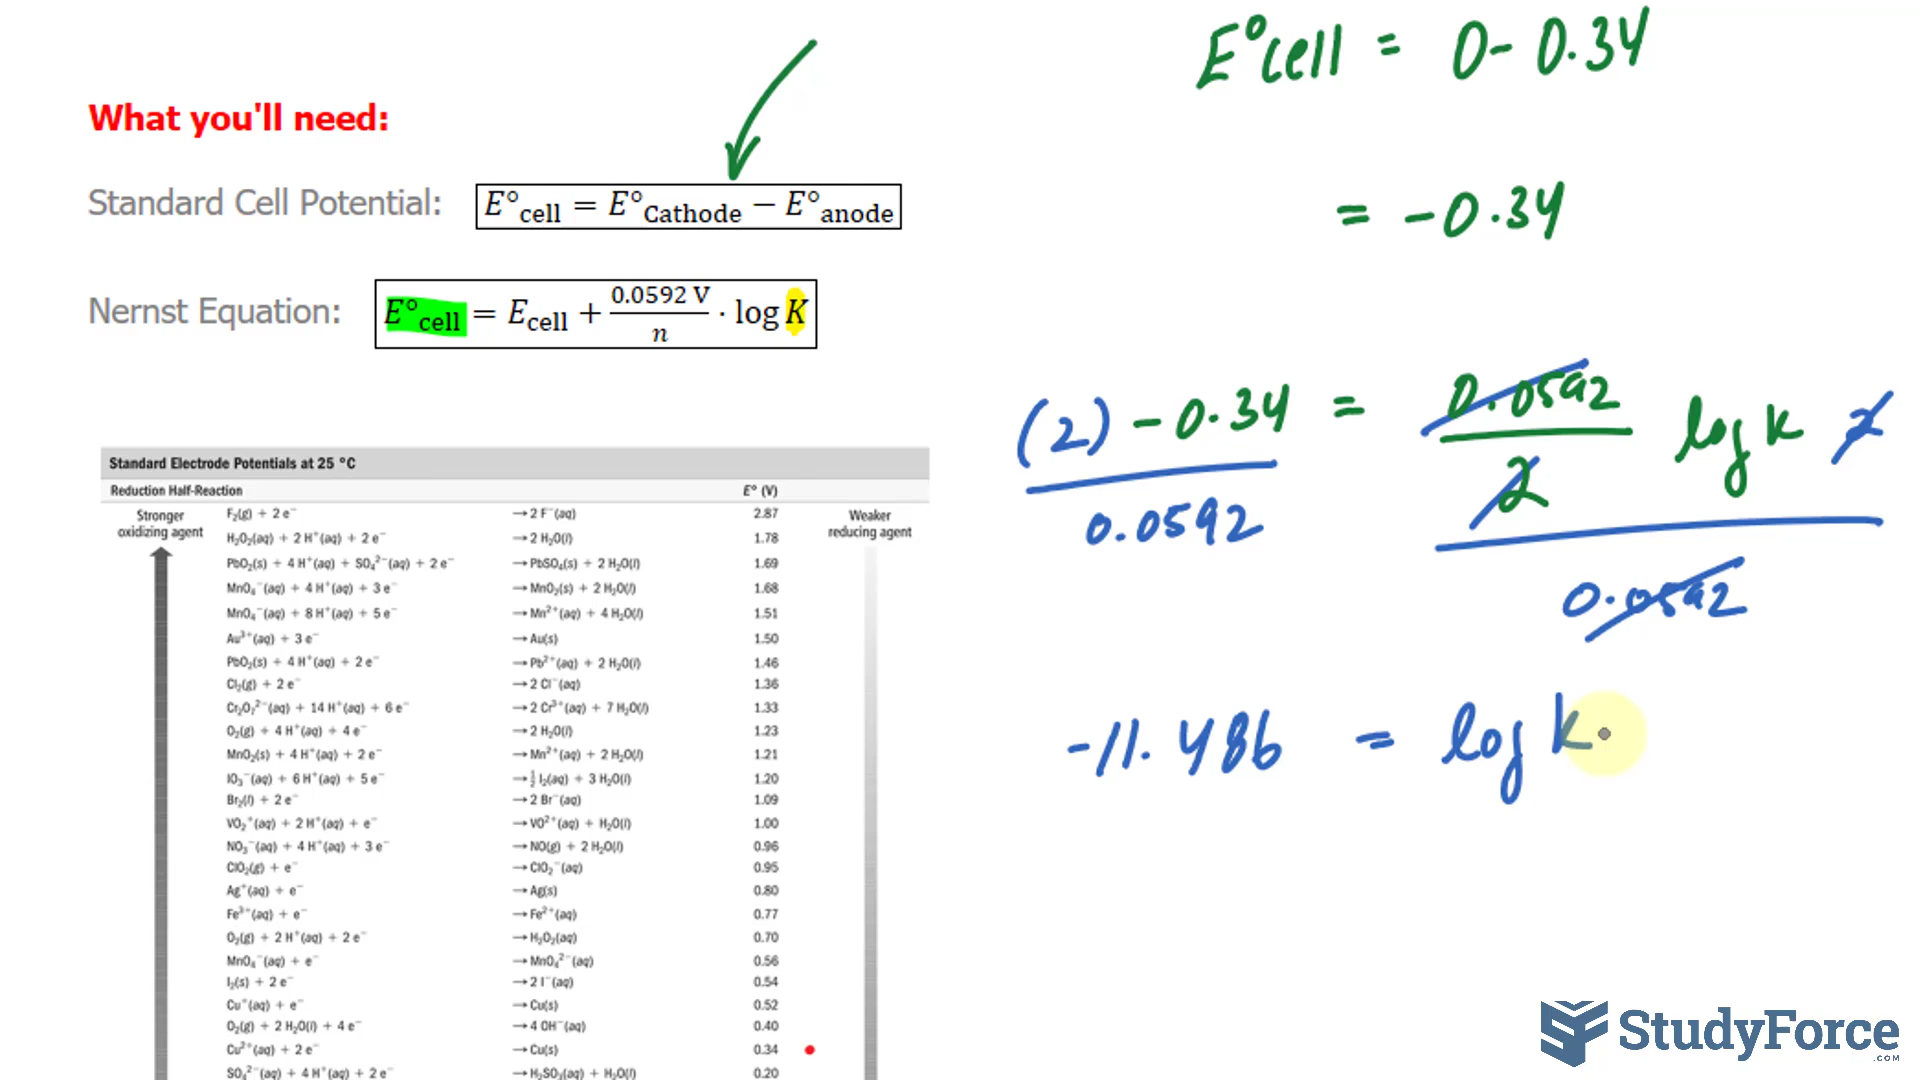 What you'll need:
Standard Cell Potential: E°cell = E°Cathode − E°anode
Nernst Equation: E°cell = Ecell + 0.0592 V / n · log K
Standard Electrode Potentials at 25 °C
Reduction Half-Reaction E° (V)
Stronger oxidizing agent
Weaker reducing agent
F₂(g) + 2 e⁻ → 2 F⁻(aq) 2.87
H₂O₂(aq) + 2 H⁺(aq) + 2 e⁻ → 2 H₂O(l) 1.78
PbO₂(s) + 4 H⁺(aq) + SO₄²⁻(aq) + 2 e⁻ → PbSO₄(s) + 2 H₂O(l) 1.69
MnO₄⁻(aq) + 4 H⁺(aq) + 3 e⁻ → MnO₂(s) + 2 H₂O(l) 1.68
MnO₄⁻(aq) + 8 H⁺(aq) + 5 e⁻ → Mn²⁺(aq) + 4 H₂O(l) 1.51
Au³⁺(aq) + 3 e⁻ → Au(s) 1.50
PbO₂(s) + 4 H⁺(aq) + 2 e⁻ → Pb²⁺(aq) + 2 H₂O(l) 1.46
Cl₂(g) + 2 e⁻ → 2 Cl⁻(aq) 1.36
Cr₂O₇²⁻(aq) + 14 H⁺(aq) + 6 e⁻ → 2 Cr³⁺(aq) + 7 H₂O(l) 1.33
O₂(g) + 4 H⁺(aq) + 4 e⁻ → 2 H₂O(l) 1.23
MnO₂(s) + 4 H⁺(aq) + 2 e⁻ → Mn²⁺(aq) + 2 H₂O(l) 1.21
IO₃⁻(aq) + 6 H⁺(aq) + 5 e⁻ → ½ I₂(aq) + 3 H₂O(l) 1.20
Br₂(l) + 2 e⁻ → 2 Br⁻(aq) 1.09
VO₂⁺(aq) + 2 H⁺(aq) + e⁻ → VO²⁺(aq) + H₂O(l) 1.00
NO₃⁻(aq) + 4 H⁺(aq) + 3 e⁻ → NO(g) + 2 H₂O(l) 0.96
ClO₂(g) + e⁻ → ClO₂⁻(aq) 0.95
Ag⁺(aq) + e⁻ → Ag(s) 0.80
Fe³⁺(aq) + e⁻ → Fe²⁺(aq) 0.77
O₂(g) + 2 H⁺(aq) + 2 e⁻ → H₂O₂(aq) 0.70
MnO₄⁻(aq) + e⁻ → MnO₄²⁻(aq) 0.56
I₂(s) + 2 e⁻ → 2 I⁻(aq) 0.54
Cu⁺(aq) + e⁻ → Cu(s) 0.52
O₂(g) + 2 H₂O(l) + 4 e⁻ → 4 OH⁻(aq) 0.40
Cu²⁺(aq) + 2 e⁻ → Cu(s) 0.34
SO₄²⁻(aq) + 4 H⁺(aq) + 2 e⁻ → H₂SO₃(aq) + H₂O(l) 0.20
E°cell = 0 - 0.34
= -0.34
(2) -0.34 = 0.0592 log K 2
2
0.0592
0.0592
-11.486 = log K
StudyForce
.COM